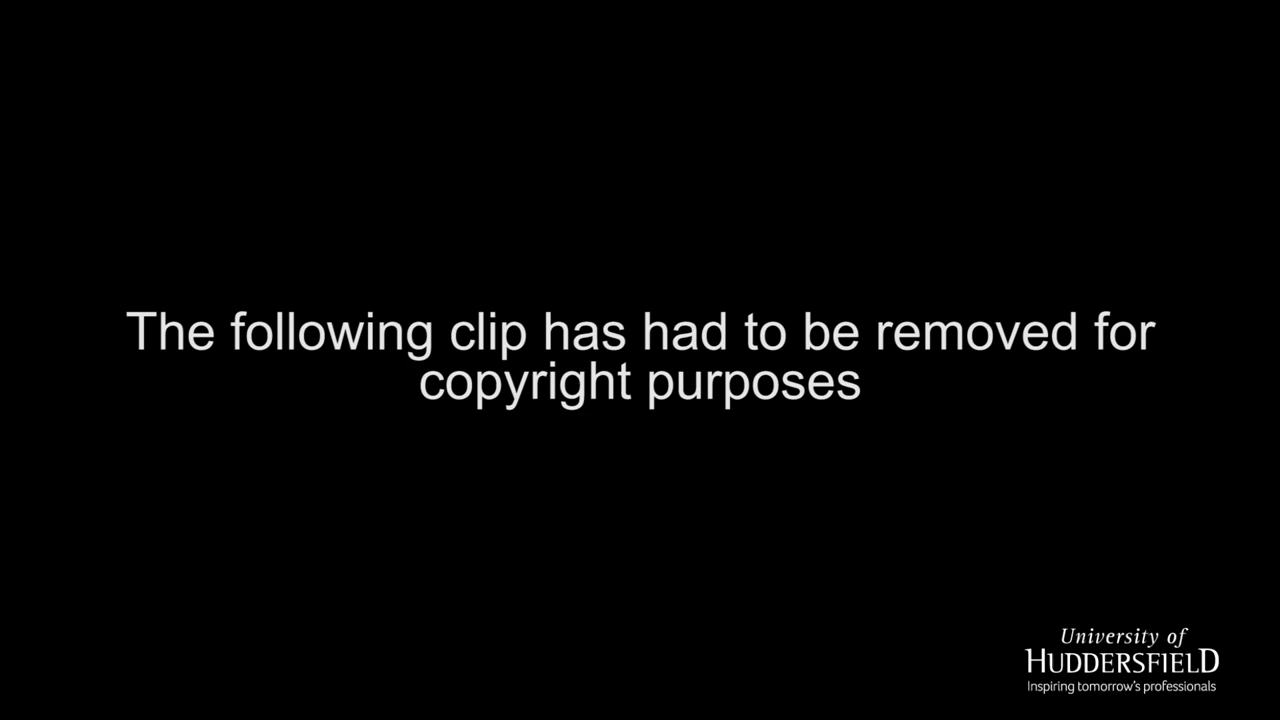 The following clip has had to be removed for
copyright purposes
University of
HUDDERSFIELD
Inspiring tomorrow's professionals